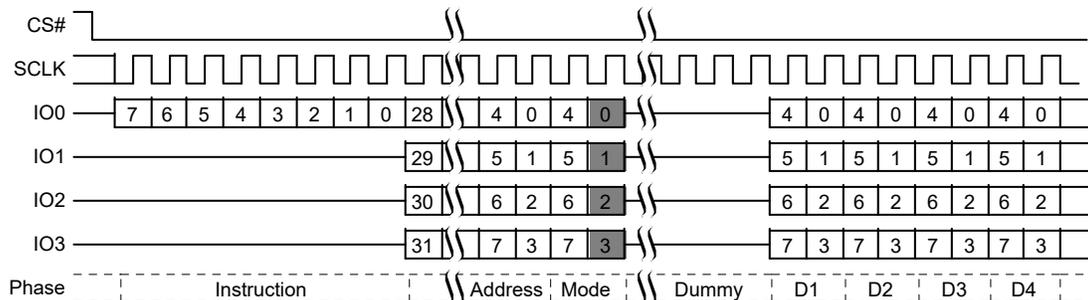 CS#
SCLK
IO0 7 6 5 4 3 2 1 0 28 4 0 4 0 4 0 4 0 4 0 4 0
IO1 29 5 1 5 1 5 1 5 1 5 1 5 1
IO2 30 6 2 6 2 6 2 6 2 6 2 6 2
IO3 31 7 3 7 3 7 3 7 3 7 3 7 3
Phase Instruction Address Mode Dummy D1 D2 D3 D4